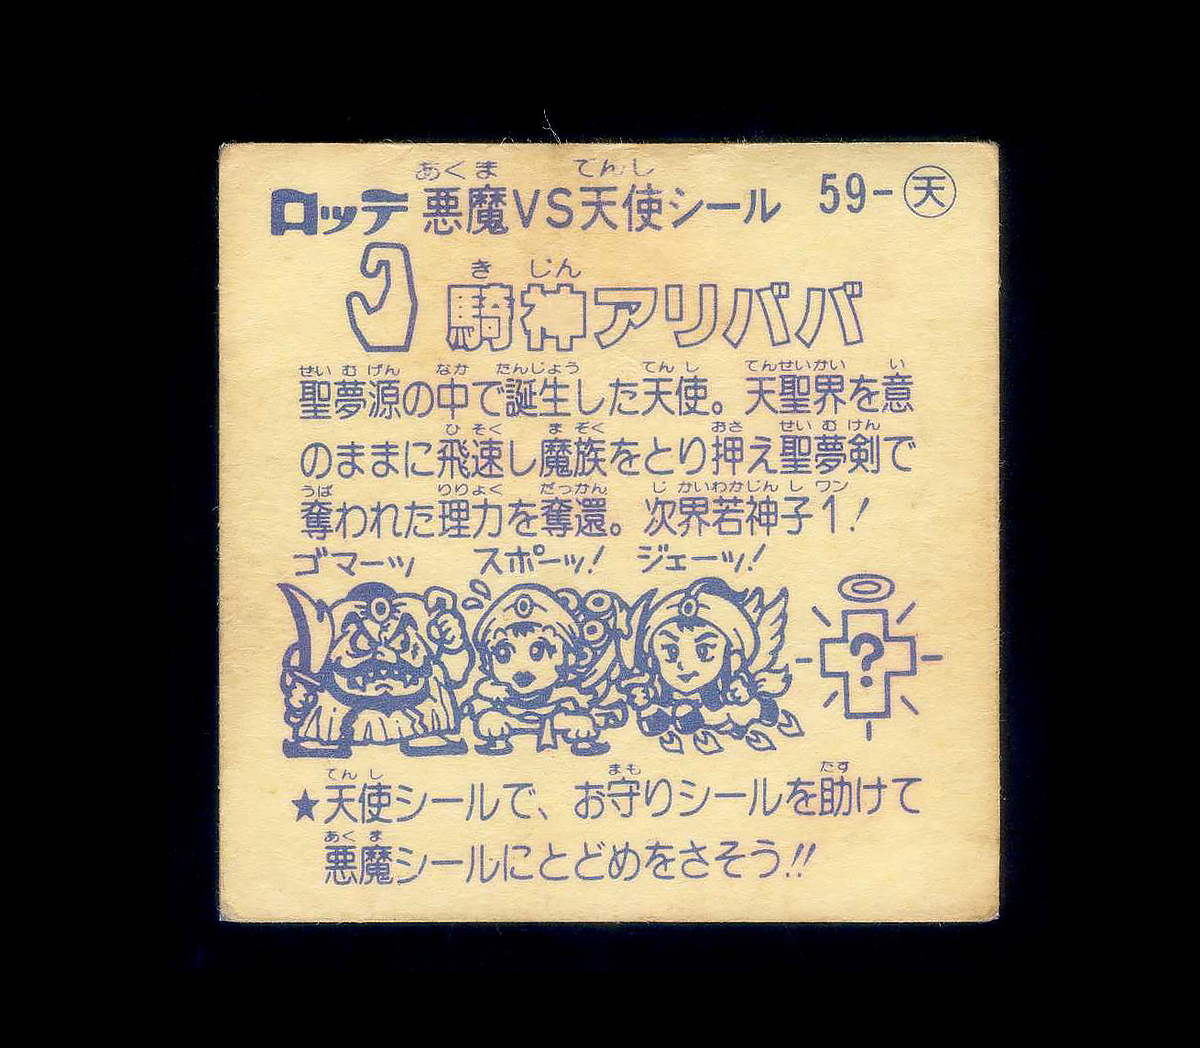 あくま てんし
ロッテ 悪魔VS天使シール 59-天
き じん
騎神アリババ
せい む げん なか たんじょう てん し てんせいかい い
聖夢源の中で誕生した天使。天聖界を意
ひ そく ま ぞく おさ せい む けん
のままに飛速し魔族をとり押え聖夢剣で
うば りりょく だっかん じ かいわかじん し ワン
奪われた理力を奪還。次界若神子1!
ゴマーッ スポーッ! ジェーッ!
?
てん し まも たす
★天使シールで、お守りシールを助けて
あく ま
悪魔シールにとどめをさそう!!